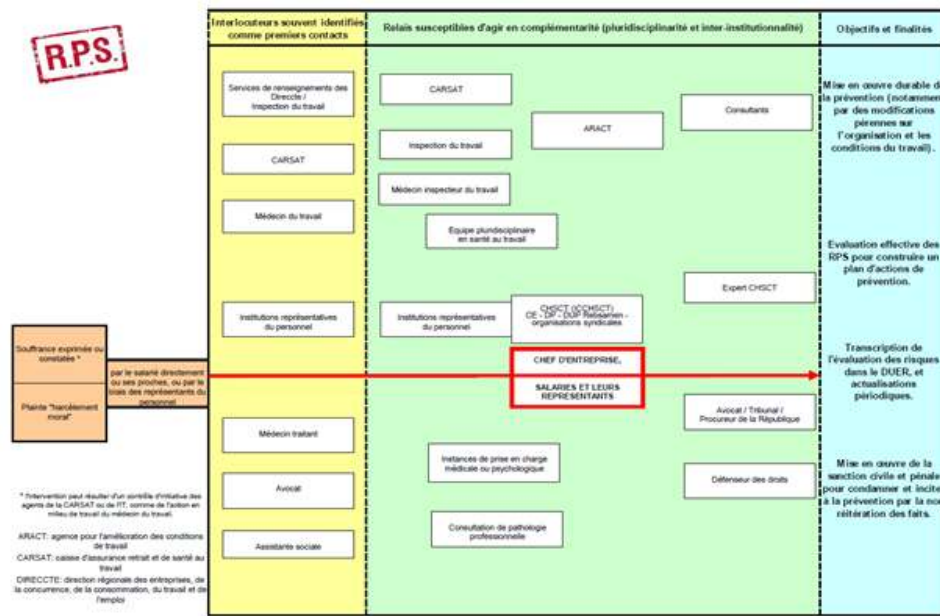 R.P.S.
Interlocuteurs souvent identifiés
comme premiers contacts
Relais susceptibles d'agir en complémentarité (pluridisciplinarité et inter-institutionnalité)
Objectifs et finalités
Services de renseignements des
Direccte /
Inspection du travail
CARSAT
Médecin du travail
Institutions représentatives
du personnel
Médecin traitant
Avocat
Assistante sociale
CARSAT
Inspection du travail
Médecin inspecteur du travail
Equipe pluridisciplinaire
en santé au travail
Institutions représentatives
du personnel
ARACT
CHSCT (ICCHSCT)
CE - DP - DUP
organisations syndicales
CHEF D'ENTREPRISE,
SALARIES ET LEURS
REPRESENTANTS
Instances de prise en charge
médicale ou psychologique
Consultation de pathologie
professionnelle
Consultants
Expert CHSCT
Avocat / Tribunal /
Procureur de la République
Défenseur des droits
Mise en œuvre durable de
la prévention (notamment
par des modifications
pérennes sur
l'organisation et les
conditions du travail).
Evaluation effective des
RPS pour construire un
plan d'actions de
prévention.
Transcription de
l'évaluation des risques
dans le DUER, et
actualisations
périodiques.
Mise en œuvre de la
sanction civile et pénale
pour condamner et incite
à la prévention par la non
réitération des faits.
Souffrance exprimée ou
constatée *
Plainte "harcèlement
moral"
par le salarié directement
ou ses proches, ou par le
biais des représentants du
personnel
* l'intervention peut résulter d'un contrôle d'initiative des
agents de la CARSAT ou de l'IT, comme de l'action en
milieu de travail du médecin du travail.
ARACT: agence pour l'amélioration des conditions
de travail
CARSAT: caisse d'assurance retrait et de santé au
travail
DIRECCTE: direction régionale des entreprises, de
la concurrence, de la consommation, du travail et de
l'emploi